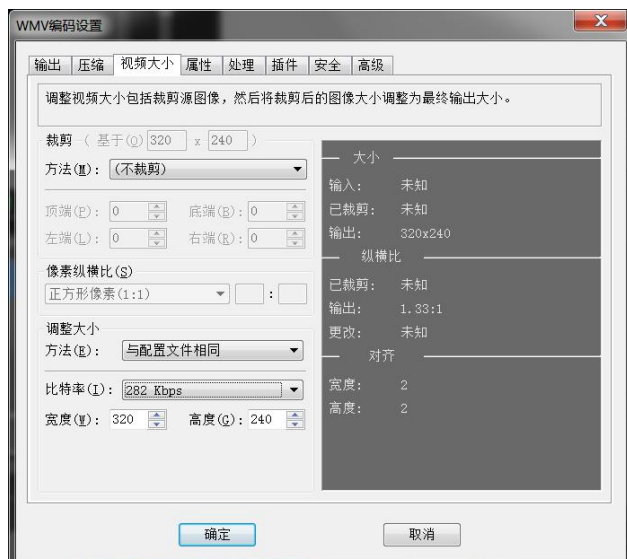 WMV编码设置
输出 压缩 视频大小 属性 处理 插件 安全 高级
调整视频大小包括裁剪源图像，然后将裁剪后的图像大小调整为最终输出大小。
裁剪 ( 基于(O) 320 x 240 )
方法(M): (不裁剪)
顶端(P): 0 底端(B): 0
左端(L): 0 右端(R): 0
像素纵横比(S)
正方形像素(1:1) :
调整大小
方法(E): 与配置文件相同
比特率(I): 282 Kbps
宽度(W): 320 高度(G): 240
大小
输入: 未知
已裁剪: 未知
输出: 320x240
纵横比
已裁剪: 未知
输出: 1.33:1
更改: 未知
对齐
宽度: 2
高度: 2
确定 取消